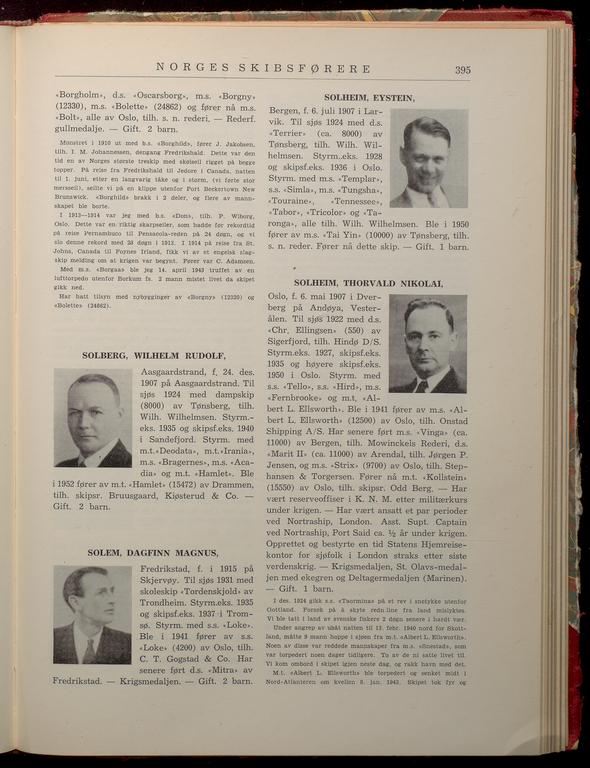 NORGES SKIBSFØRERE 395
«Borgholm», d.s. «Oscarsborg», m.s. «Borgny»
(12330), m.s. «Bolette» (24862) og fører nå m.s.
«Bolt», alle av Oslo, tilh. s. n. rederi, — Rederf.
gullmedalje. — Gift. 2 barn.
Mønstret i 1910 ut med b.s. «Borghild», fører J. Jakobsen,
tilh. I. M. Johannessen, dengang Fredrikshald. Dette var den
tid en av Norges største treskip med skolseil rigget på begge
topper. På reise fra Fredrikshald til Jedore i Canada, natten
til 1. juni, etter en langvarig tåke og i storm, (vi førte stor
merseil), seilte vi på en klippe utenfor Port Beckertown New
Brunswick. «Borghild» brakk i 2 deler, og flere av mann-
skapet ble borte.
I 1913—1914 var jeg med b.s. «Don», tilh. P. Wiborg,
Oslo. Dette var en riktig skarpseiler, som hadde før rekordtid
på reise Pernambuco til Pensacola-reden på 24 døgn, og vi
slo denne rekord med 23 døgn i 1913. I 1914 på reise fra St.
Johns, Canada til Poynes Irland, fikk vi av et engelsk slag-
skip melding om at krigen var begynt. Fører var C. Adamsen.
Med m.s. «Borgaa» ble jeg 14. april 1943 truffet av en
lufttorpedo utenfor Borkum fs. 2 mann mistet livet da skipet
gikk ned.
Har hatt tilsyn med nybygginger av «Borgny» (12320) og
«Bolette» (24862).
SOLBERG, WILHELM RUDOLF,
Aasgaardstrand, f. 24. des.
1907 på Aasgaardstrand. Til
sjøs 1924 med dampskip
(8000) av Tønsberg, tilh.
Wilh. Wilhelmsen. Styrm.-
eks. 1935 og skipsf.eks. 1940
i Sandefjord. Styrm. med
m.t.«Deodata», m.t.«Irania»,
m.s. «Bragernes», m.s. «Aca-
dia» og m.t. «Hamlet». Ble
i 1952 fører av m.t. «Hamlet» (15472) av Drammen,
tilh. skipsr. Bruusgaard, Kiøsterud & Co. —
Gift. 2 barn.
SOLEM, DAGFINN MAGNUS,
Fredrikstad, f. i 1915 på
Skjervøy. Til sjøs 1931 med
skoleskip «Tordenskjold» av
Trondheim. Styrm.eks. 1935
og skipsf.eks. 1937 i Trom-
sø. Styrm. med s.s. «Loke».
Ble i 1941 fører av s.s.
«Loke» (4200) av Oslo, tilh.
C. T. Gogstad & Co. Har
senere ført d.s. «Mitra» av
Fredrikstad. — Krigsmedaljen. — Gift. 2 barn.
SOLHEIM, EYSTEIN,
Bergen, f. 6. juli 1907 i Lar-
vik. Til sjøs 1924 med d.s.
«Terrier» (ca. 8000) av
Tønsberg, tilh. Wilh. Wil-
helmsen. Styrm..eks. 1928
og skipsf.eks. 1936 i Oslo.
Styrm. med m.s. «Templar»,
s.s. «Simla», m.s. «Tungsha»,
«Touraine», «Tennessee»,
«Tabor», «Tricolor» og «Ta-
ronga», alle tilh. Wilh. Wilhelmsen. Ble i 1950
fører av m.s. «Tai Yin» (10000) av Tønsberg, tilh.
s. n. reder. Fører nå dette skip. — Gift. 1 barn.
SOLHEIM, THORVALD NIKOLAI,
Oslo, f. 6. mai 1907 i Dver-
berg på Andøya, Vester-
ålen. Til sjøs 1922 med d.s.
«Chr. Ellingsen» (550) av
Sigerfjord, tilh. Hindø D/S.
Styrm.eks. 1927, skipsf.eks.
1935 og høyere skipsf.eks.
1950 i Oslo. Styrm. med
s.s. «Tello», s.s. «Hird», m.s.
«Fernbrooke» og m.t. «Al-
bert L. Ellsworth». Ble i 1941 fører av m.s. «Al-
bert L. Ellsworth» (12500) av Oslo, tilh. Onstad
Shipping A/S. Har senere ført m.s. «Vinga» (ca.
11000) av Bergen, tilh. Mowinckels Rederi, d.s.
«Marit II» (ca. 11000) av Arendal, tilh. Jørgen P.
Jensen, og m.s. «Strix» (9700) av Oslo, tilh. Step-
hansen & Torgersen. Fører nå m.t. «Kollstein»
(15550) av Oslo, tilh. skipsr. Odd Berg. — Har
vært reserveoffiser i K. N. M. etter militærkurs
under krigen. — Har vært ansatt et par perioder
ved Nortraship, London. Asst. Supt. Captain
ved Nortraship, Port Said ca. ½ år under krigen.
Opprettet og bestyrte en tid Statens Hjemreise-
kontor for sjøfolk i London straks etter siste
verdenskrig. — Krigsmedaljen, St. Olavs-medal-
jen med ekegren og Deltagermedaljen (Marinen).
— Gift. 1 barn.
I des. 1924 gikk s.s. «Taormina» på et rev i snetykke utenfor
Gottland. Forsøk på å skyte redn.line fra land mislyktes.
Vi ble tatt i land av svenske fiskere 2 døgn senere i hardt vær.
Under angrep av ubåt natten til 13. febr. 1940 nord for Skott-
land, måtte 9 mann hoppe i sjøen fra m.t. «Albert L. Ellsworth».
Noen av disse var reddede mannskaper fra m.s. «Snestad», som
var torpedert noen dager tidligere. To av de ni satte livet til.
Vi kom ombord i skipet igjen neste dag, og rakk havn med det.
M.t. «Albert L. Ellsworth» ble torpedert og senket midt i
Nord-Atlanteren om kvelden 8. jan. 1943. Skipet tok fyr og